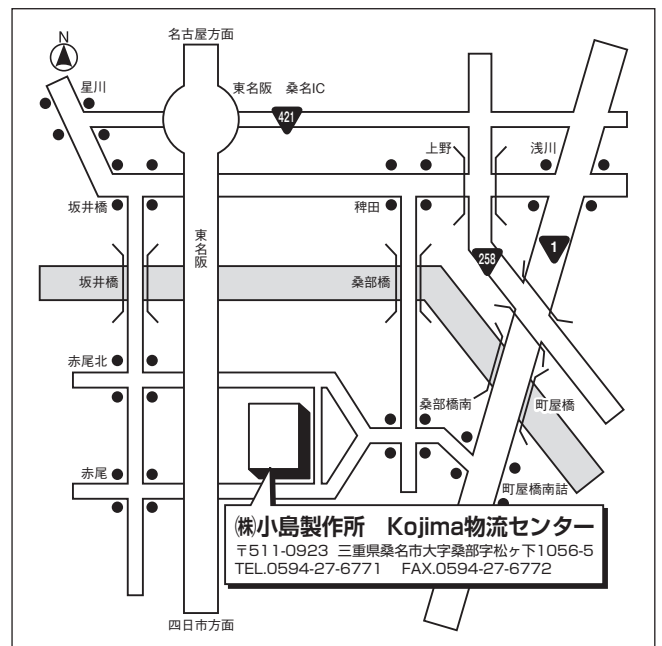 名古屋方面
N
星川
東名阪　桑名IC
421
上野
浅川
坂井橋
稗田
東名阪
258
1
坂井橋
桑部橋
赤尾北
桑部橋南
町屋橋
赤尾
町屋橋南詰
㈱小島製作所　Kojima物流センター
〒511-0923　三重県桑名市大字桑部字松ヶ下1056-5
TEL.0594-27-6771　FAX.0594-27-6772
四日市方面